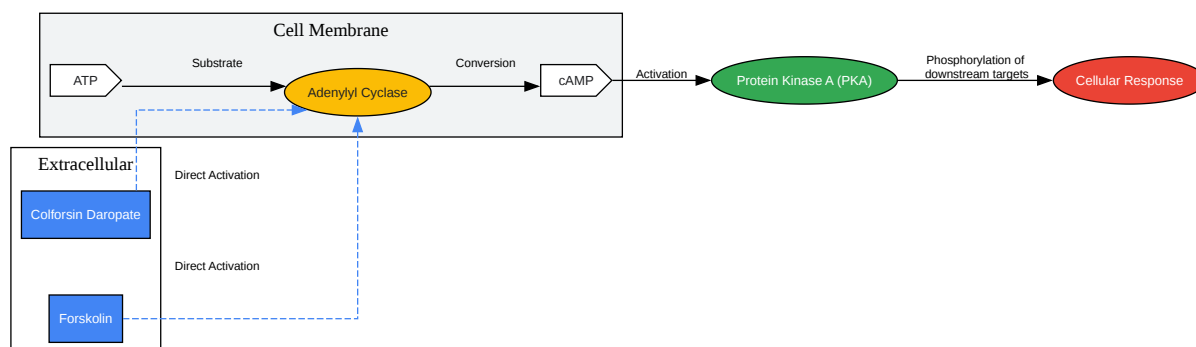 Cell Membrane
ATP
Substrate
Adenylyl Cyclase
Conversion
cAMP
Activation
Protein Kinase A (PKA)
Phosphorylation of
downstream targets
Cellular Response
Extracellular
Direct Activation
Colforsin Daropate
Direct Activation
Forskolin